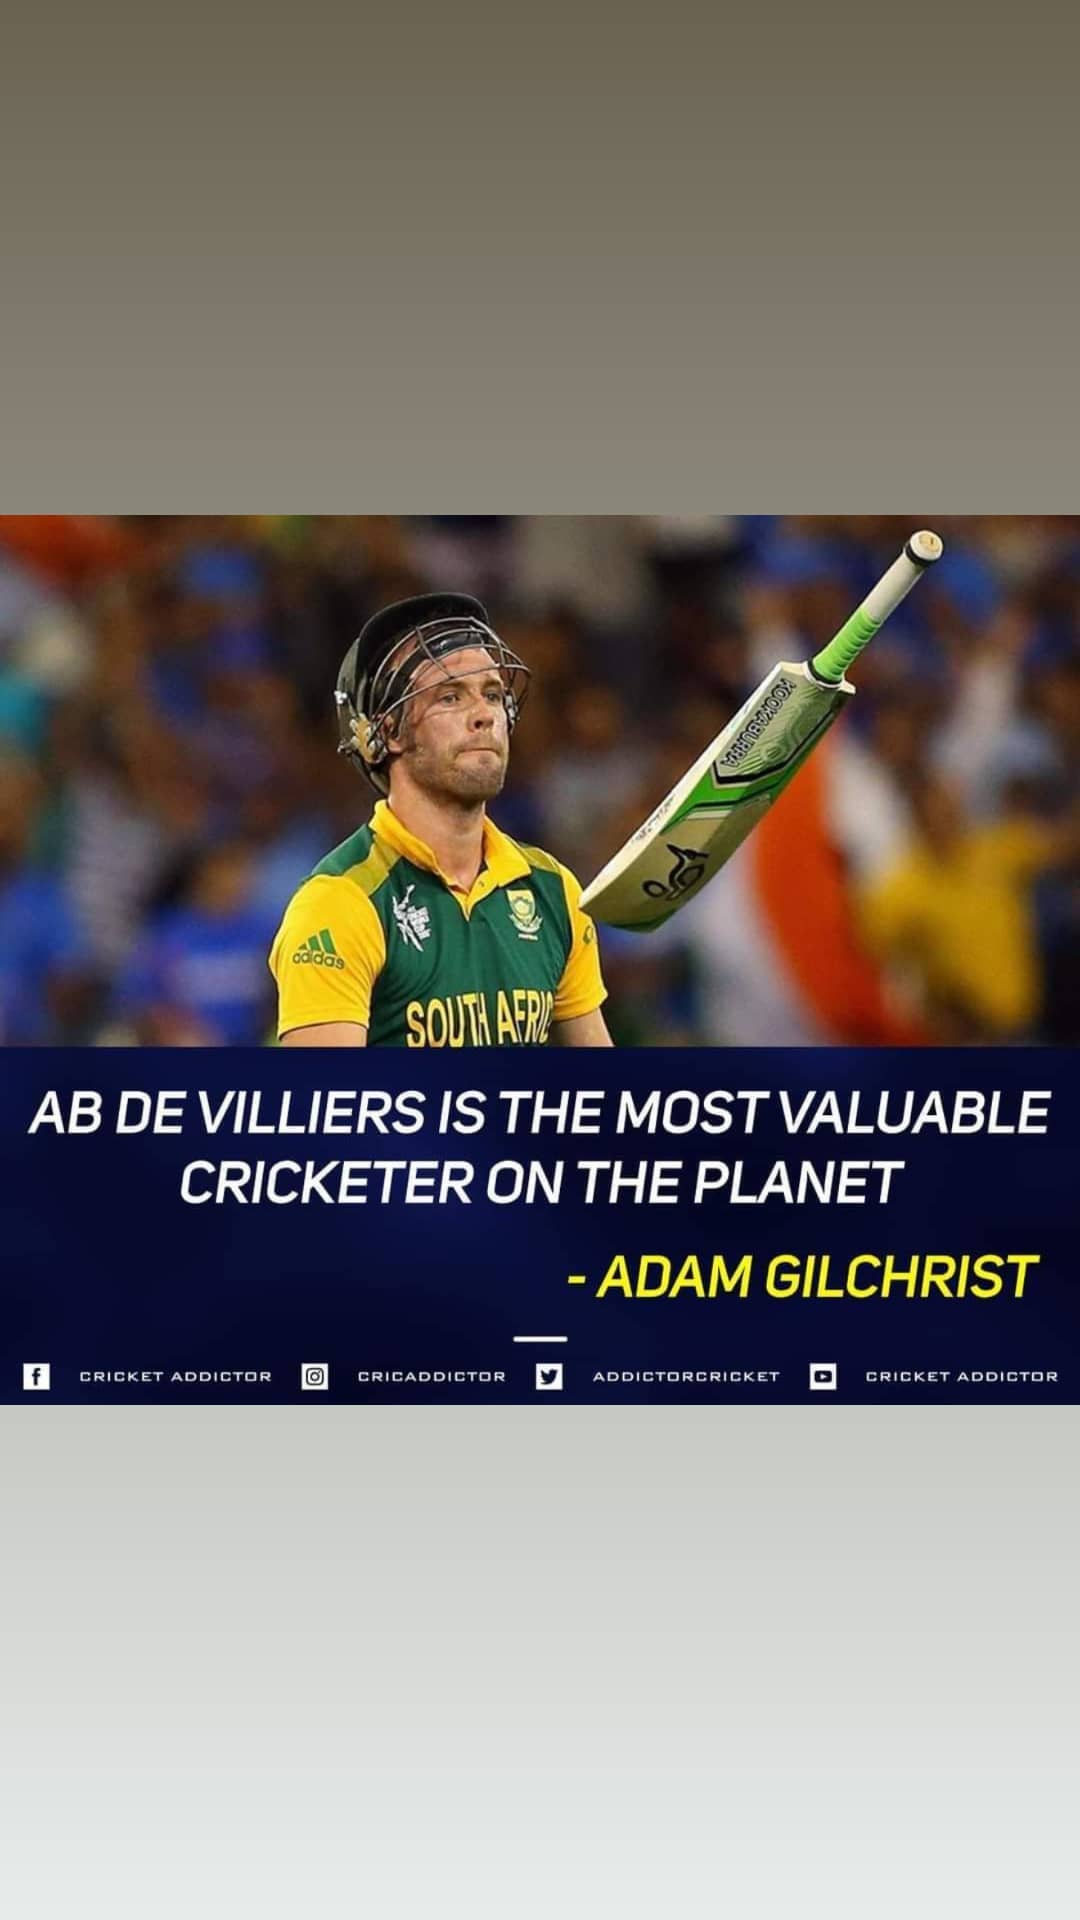 KOOKABURRA
adidas
SOUTH AFRIC
AB DE VILLIERS IS THE MOST VALUABLE
CRICKETER ON THE PLANET
- ADAM GILCHRIST
f CRICKET ADDICTOR CRICADDICTOR ADDICTORCRICKET CRICKET ADDICTOR